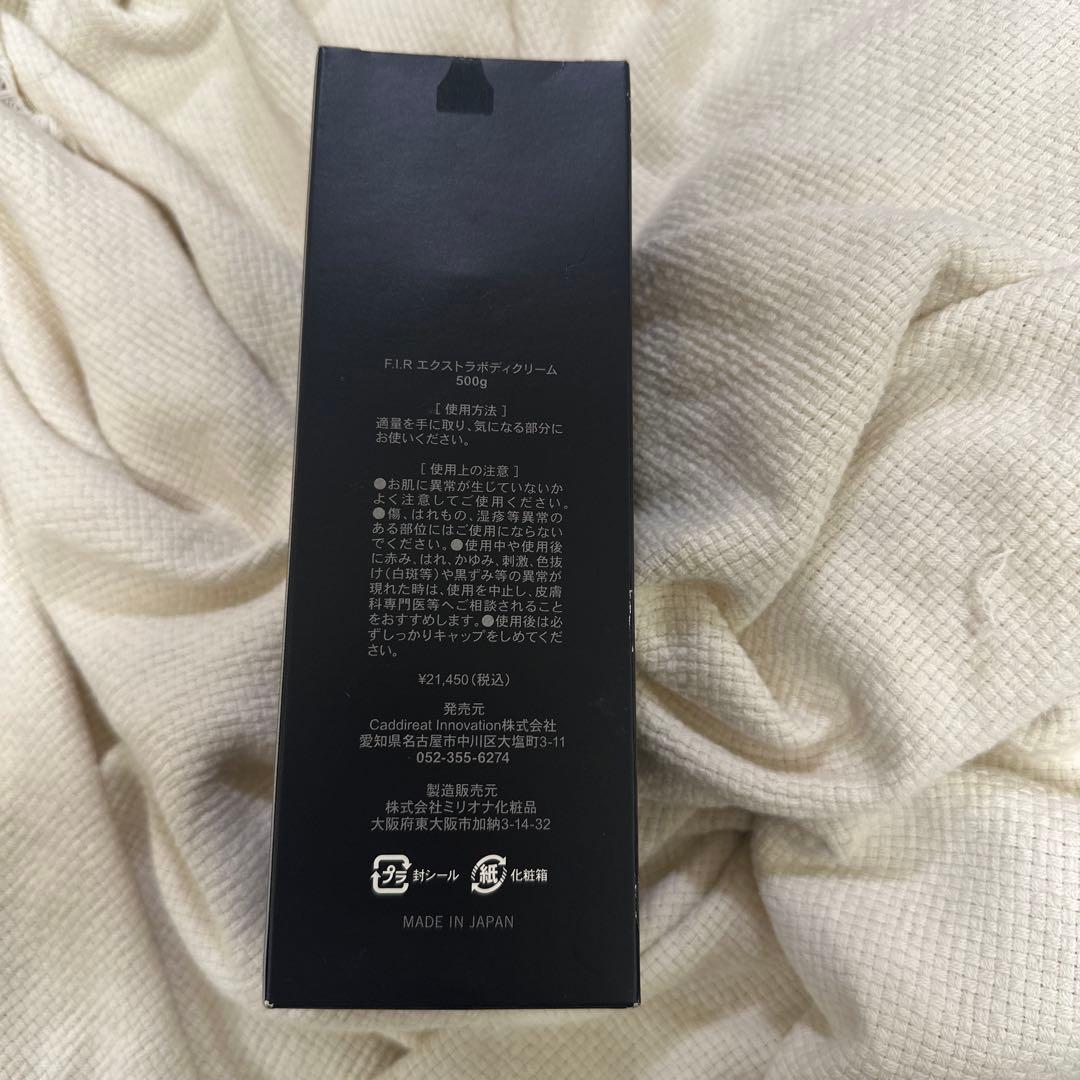 F.I.R エクストラボディクリーム
500g
［ 使用方法 ］
適量を手に取り、気になる部分に
お使いください。
［ 使用上の注意 ］
●お肌に異常が生じていないか
よく注意してご使用ください。
●傷、はれもの、湿疹等異常の
ある部位にはご使用にならない
でください。●使用中や使用後
に赤み、はれ、かゆみ、刺激、色抜
け（白斑等）や黒ずみ等の異常が
現れた時は、使用を中止し、皮膚
科専門医等へご相談されること
をおすすめします。●使用後は必
ずしっかりキャップをしめてくだ
さい。
¥21,450（税込）
発売元
Caddireat Innovation株式会社
愛知県名古屋市中川区大塩町3-11
052-355-6274
製造販売元
株式会社ミリオナ化粧品
大阪府東大阪市加納3-14-32
プラ 封シール 紙 化粧箱
MADE IN JAPAN